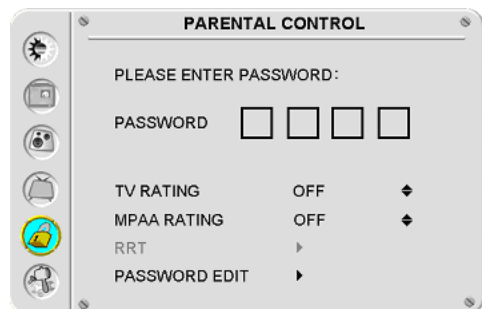 PARENTAL CONTROL
PLEASE ENTER PASSWORD:
PASSWORD
TV RATING OFF
MPAA RATING OFF
RRT
PASSWORD EDIT